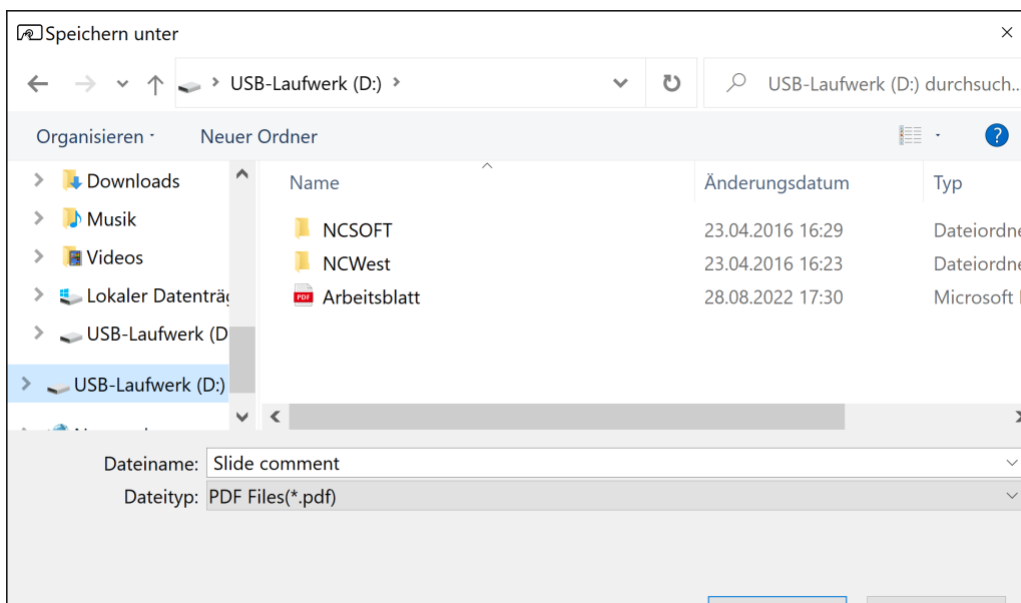 Speichern unter
USB-Laufwerk (D:)
USB-Laufwerk (D:) durchsuch...
Organisieren
Neuer Ordner
Downloads
Musik
Videos
Lokaler Datenträg
USB-Laufwerk (D
USB-Laufwerk (D:)
Name Änderungsdatum Typ
NCSOFT 23.04.2016 16:29 Dateiordne
NCWest 23.04.2016 16:23 Dateiordne
PDF Arbeitsblatt 28.08.2022 17:30 Microsoft
Dateiname: Slide comment
Dateityp: PDF Files(*.pdf)